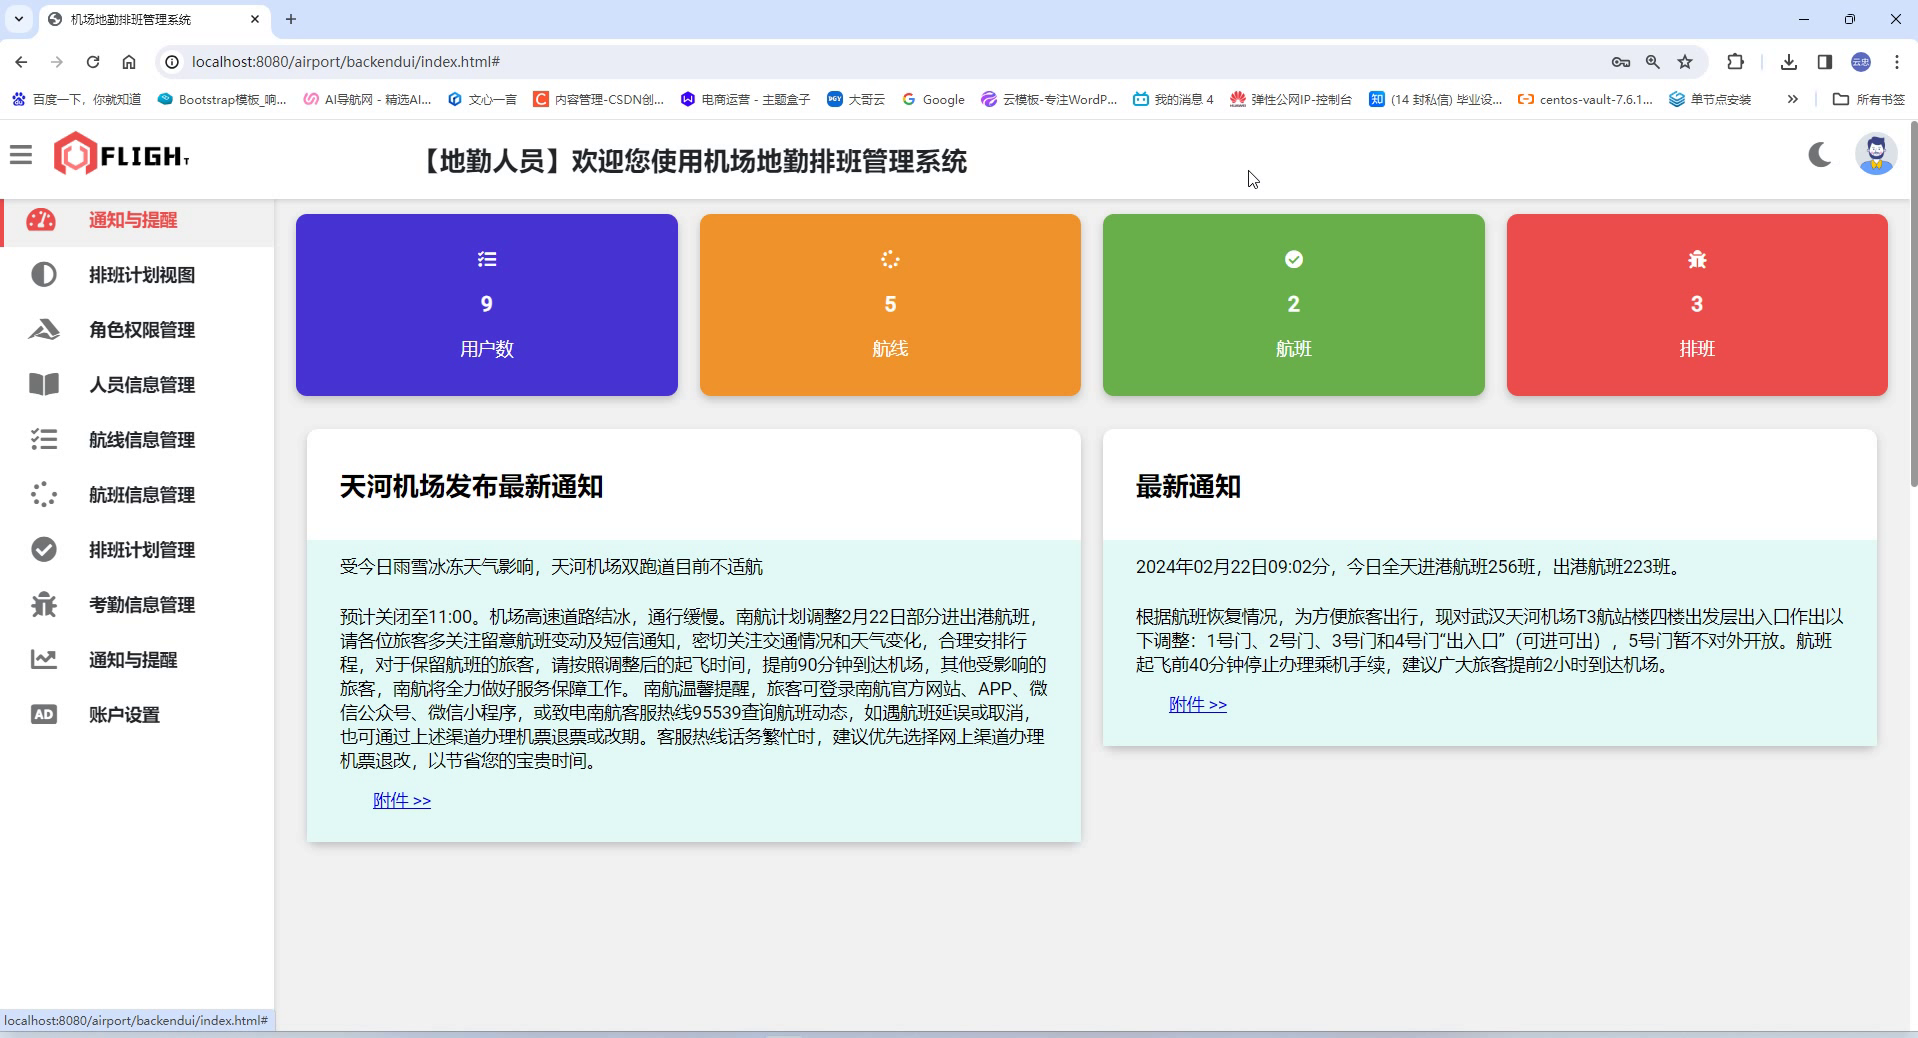 机场地勤排班管理系统
localhost:8080/airport/backendui/index.html#
云忠
百度一下，你就知道
Bootstrap模板_响...
AI导航网 - 精选AI...
文心一言
内容管理-CSDN创...
电商运营 - 主题盒子
大哥云
Google
云模板-专注WordP...
我的消息 4
弹性公网IP-控制台
(14 封私信) 毕业设...
centos-vault-7.6.1...
单节点安装
所有书签
FLIGHT
【地勤人员】欢迎您使用机场地勤排班管理系统
通知与提醒
排班计划视图
角色权限管理
人员信息管理
航线信息管理
航班信息管理
排班计划管理
考勤信息管理
通知与提醒
AD 账户设置
9
用户数
5
航线
2
航班
3
排班
天河机场发布最新通知
受今日雨雪冰冻天气影响，天河机场双跑道目前不适航
预计关闭至11:00。机场高速道路结冰，通行缓慢。南航计划调整2月22日部分进出港航班，
请各位旅客多关注留意航班变动及短信通知，密切关注交通情况和天气变化，合理安排行
程，对于保留航班的旅客，请按照调整后的起飞时间，提前90分钟到达机场，其他受影响的
旅客，南航将全力做好服务保障工作。 南航温馨提醒，旅客可登录南航官方网站、APP、微
信公众号、微信小程序，或致电南航客服热线95539查询航班动态，如遇航班延误或取消，
也可通过上述渠道办理机票退票或改期。客服热线话务繁忙时，建议优先选择网上渠道办理
机票退改，以节省您的宝贵时间。
附件 >>
最新通知
2024年02月22日09:02分，今日全天进港航班256班，出港航班223班。
根据航班恢复情况，为方便旅客出行，现对武汉天河机场T3航站楼四楼出发层出入口作出以
下调整：1号门、2号门、3号门和4号门“出入口”（可进可出），5号门暂不对外开放。航班
起飞前40分钟停止办理乘机手续，建议广大旅客提前2小时到达机场。
附件 >>
localhost:8080/airport/backendui/index.html#